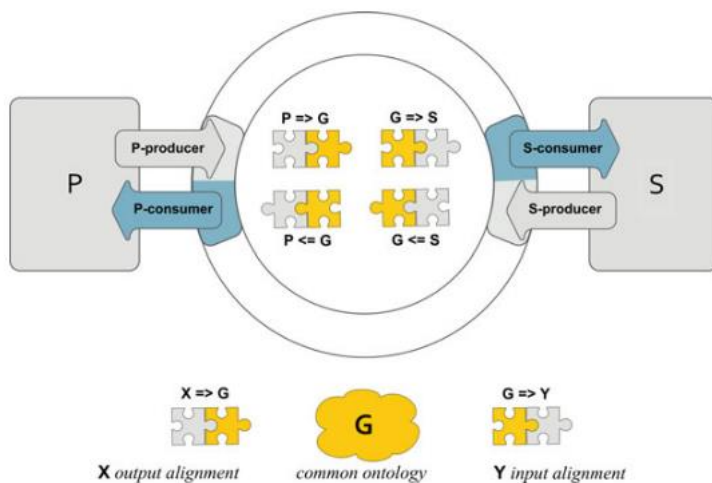 P => G
G => S
P-producer
S-consumer
P
S
P-consumer
S-producer
P <= G
G <= S
X => G
G => Y
G
X output alignment
common ontology
Y input alignment